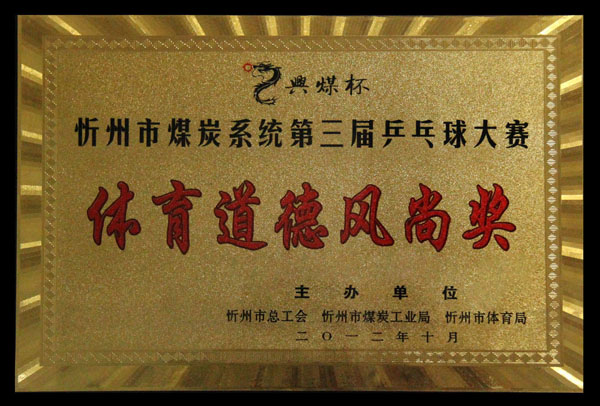 興煤杯
忻州市煤炭系统第三届乒乓球大赛
体育道德风尚奖
主办单位
忻州市总工会 忻州市煤炭工业局 忻州市体育局
二〇一二年十月